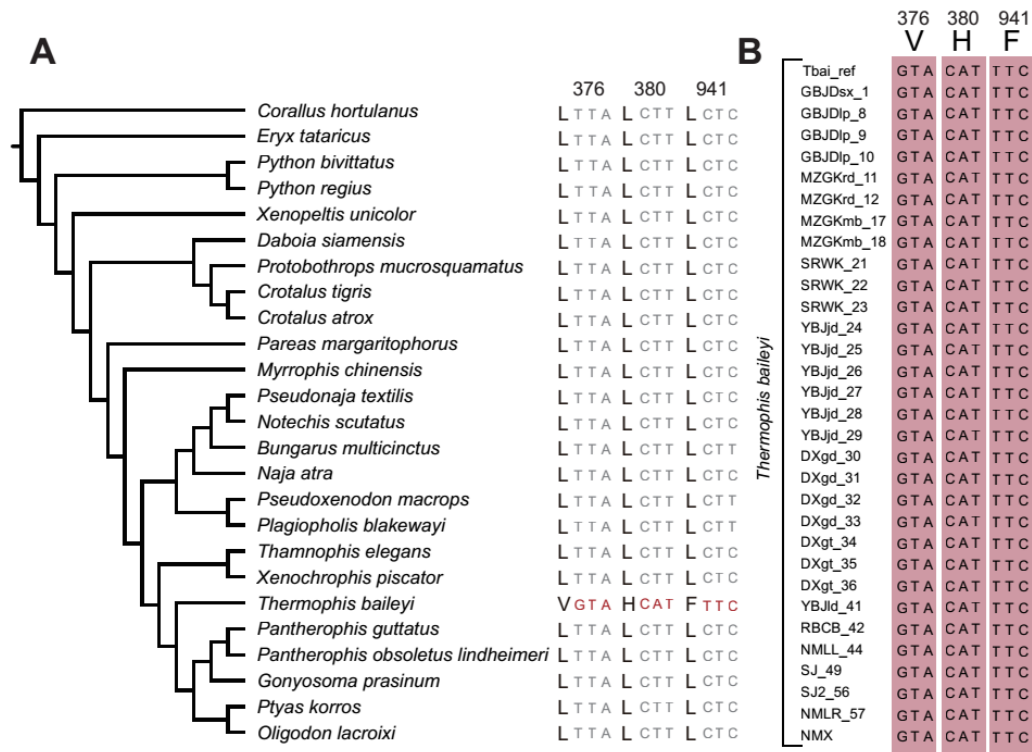 A
376 380 941
Corallus hortulanus L TTA L CTT L CTC
Eryx tataricus L TTA L CTT L CTC
Python bivittatus L TTA L CTT L CTC
Python regius L TTA L CTT L CTC
Xenopeltis unicolor L TTA L CTT L CTC
Daboia siamensis L TTA L CTT L CTC
Protobothrops mucrosquamatus L TTA L CTT L CTC
Crotalus tigris L TTA L CTT L CTC
Crotalus atrox L TTA L CTT L CTC
Pareas margaritophorus L TTA L CTT L CTC
Myrrophis chinensis L TTA L CTT L CTC
Pseudonaja textilis L TTA L CTT L CTC
Notechis scutatus L TTA L CTT L CTC
Bungarus multicinctus L TTA L CTT L CTT
Naja atra L TTA L CTT L CTC
Pseudoxenodon macrops L TTA L CTT L CTT
Plagiopholis blakewayi L TTA L CTT L CTT
Thamnophis elegans L TTA L CTT L CTC
Xenochrophis piscator L TTA L CTT L CTC
Thermophis baileyi V GTA H CAT F TTC
Pantherophis guttatus L TTA L CTT L CTC
Pantherophis obsoletus lindheimeri L TTA L CTT L CTC
Gonyosoma prasinum L TTA L CTT L CTC
Ptyas korros L TTA L CTT L CTC
Oligodon lacroixi L TTA L CTT L CTC
B
376 380 941
V H F
Thermophis baileyi
Tbai_ref GTA CAT TTC
GBJDsx_1 GTA CAT TTC
GBJDlp_8 GTA CAT TTC
GBJDlp_9 GTA CAT TTC
GBJDlp_10 GTA CAT TTC
MZGKrd_11 GTA CAT TTC
MZGKrd_12 GTA CAT TTC
MZGKmb_17 GTA CAT TTC
MZGKmb_18 GTA CAT TTC
SRWK_21 GTA CAT TTC
SRWK_22 GTA CAT TTC
SRWK_23 GTA CAT TTC
YBJjd_24 GTA CAT TTC
YBJjd_25 GTA CAT TTC
YBJjd_26 GTA CAT TTC
YBJjd_27 GTA CAT TTC
YBJjd_28 GTA CAT TTC
YBJjd_29 GTA CAT TTC
DXgd_30 GTA CAT TTC
DXgd_31 GTA CAT TTC
DXgd_32 GTA CAT TTC
DXgd_33 GTA CAT TTC
DXgt_34 GTA CAT TTC
DXgt_35 GTA CAT TTC
DXgt_36 GTA CAT TTC
YBJld_41 GTA CAT TTC
RBCB_42 GTA CAT TTC
NMLL_44 GTA CAT TTC
SJ_49 GTA CAT TTC
SJ2_56 GTA CAT TTC
NMLR_57 GTA CAT TTC
NMX GTA CAT TTC